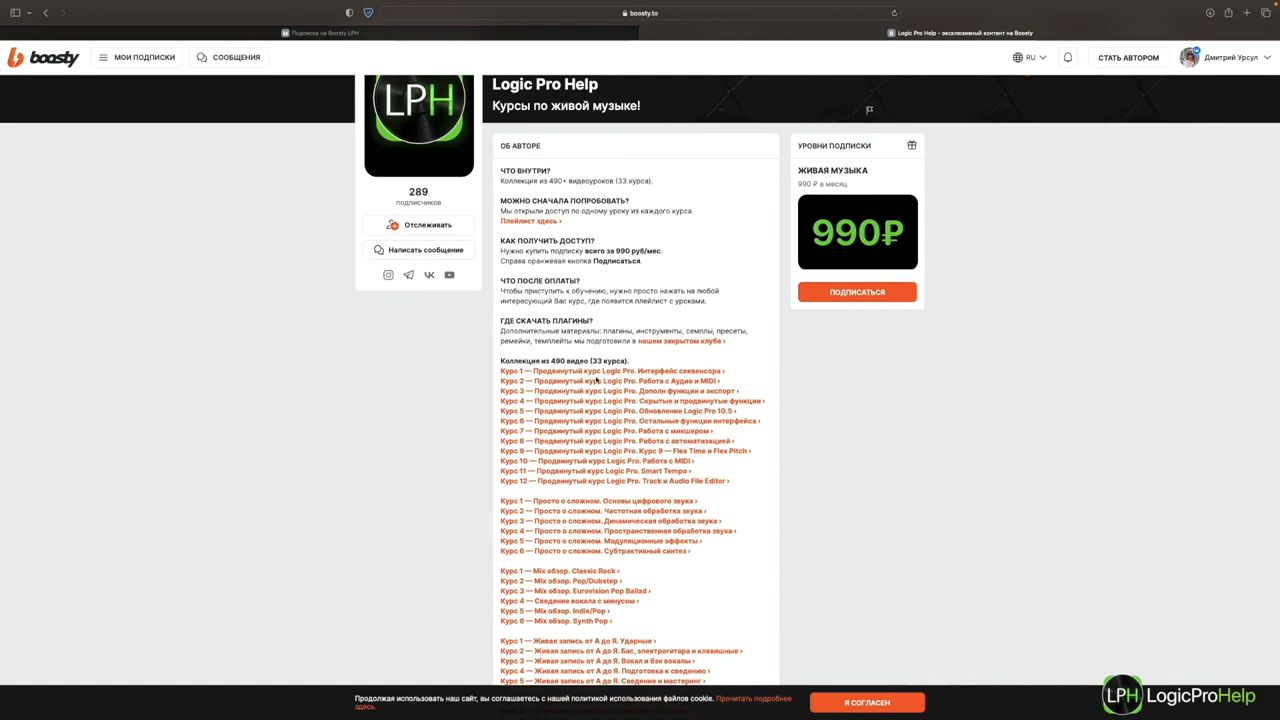 boosty.to
Подписка на Boosty LPH
Logic Pro Help - эксклюзивный контент на Boosty
boosty
МОИ ПОДПИСКИ
СООБЩЕНИЯ
RU
СТАТЬ АВТОРОМ
Дмитрий Урсул
LPH
Logic Pro Help
Курсы по живой музыке!
289
подписчиков
Отслеживать
Написать сообщение
ОБ АВТОРЕ
ЧТО ВНУТРИ?
Коллекция из 490+ видеоуроков (33 курса).
МОЖНО СНАЧАЛА ПОПРОБОВАТЬ?
Мы открыли доступ по одному уроку из каждого курса.
Плейлист здесь ›
КАК ПОЛУЧИТЬ ДОСТУП?
Нужно купить подписку всего за 990 руб/мес.
Справа оранжевая кнопка Подписаться.
ЧТО ПОСЛЕ ОПЛАТЫ?
Чтобы приступить к обучению, нужно просто нажать на любой
интересующий Вас курс, где появится плейлист с уроками.
ГДЕ СКАЧАТЬ ПЛАГИНЫ?
Дополнительные материалы: плагины, инструменты, семплы, пресеты,
ремейки, темплейты мы подготовили в нашем закрытом клубе ›
Коллекция из 490 видео (33 курса).
Курс 1 — Продвинутый курс Logic Pro. Интерфейс секвенсора ›
Курс 2 — Продвинутый курс Logic Pro. Работа с Аудио и MIDI ›
Курс 3 — Продвинутый курс Logic Pro. Дополн функции и экспорт ›
Курс 4 — Продвинутый курс Logic Pro. Скрытые и продвинутые функции ›
Курс 5 — Продвинутый курс Logic Pro. Обновление Logic Pro 10.5 ›
Курс 6 — Продвинутый курс Logic Pro. Остальные функции интерфейса ›
Курс 7 — Продвинутый курс Logic Pro. Работа с микшером ›
Курс 8 — Продвинутый курс Logic Pro. Работа с автоматизацией ›
Курс 9 — Продвинутый курс Logic Pro. Курс 9 — Flex Time и Flex Pitch ›
Курс 10 — Продвинутый курс Logic Pro. Работа с MIDI ›
Курс 11 — Продвинутый курс Logic Pro. Smart Tempo ›
Курс 12 — Продвинутый курс Logic Pro. Track и Audio File Editor ›
Курс 1 — Просто о сложном. Основы цифрового звука ›
Курс 2 — Просто о сложном. Частотная обработка звука ›
Курс 3 — Просто о сложном. Динамическая обработка звука ›
Курс 4 — Просто о сложном. Пространственная обработка звука ›
Курс 5 — Просто о сложном. Модуляционные эффекты ›
Курс 6 — Просто о сложном. Субтрактивный синтез ›
Курс 1 — Mix обзор. Classic Rock ›
Курс 2 — Mix обзор. Pop/Dubstep ›
Курс 3 — Mix обзор. Eurovision Pop Ballad ›
Курс 4 — Сведение вокала с минусом ›
Курс 5 — Mix обзор. Indie/Pop ›
Курс 6 — Mix обзор. Synth Pop ›
Курс 1 — Живая запись от А до Я. Ударные ›
Курс 2 — Живая запись от А до Я. Бас, электрогитара и клавишные ›
Курс 3 — Живая запись от А до Я. Вокал и бэк вокалы ›
Курс 4 — Живая запись от А до Я. Подготовка к сведению ›
Курс 5 — Живая запись от А до Я. Сведение и мастеринг ›
УРОВНИ ПОДПИСКИ
ЖИВАЯ МУЗЫКА
990 ₽ в месяц
990₽
ПОДПИСАТЬСЯ
Продолжая использовать наш сайт, вы соглашаетесь с нашей политикой использования файлов cookie. Прочитать подробнее
здесь.
Я СОГЛАСЕН
LPH LogicProHelp